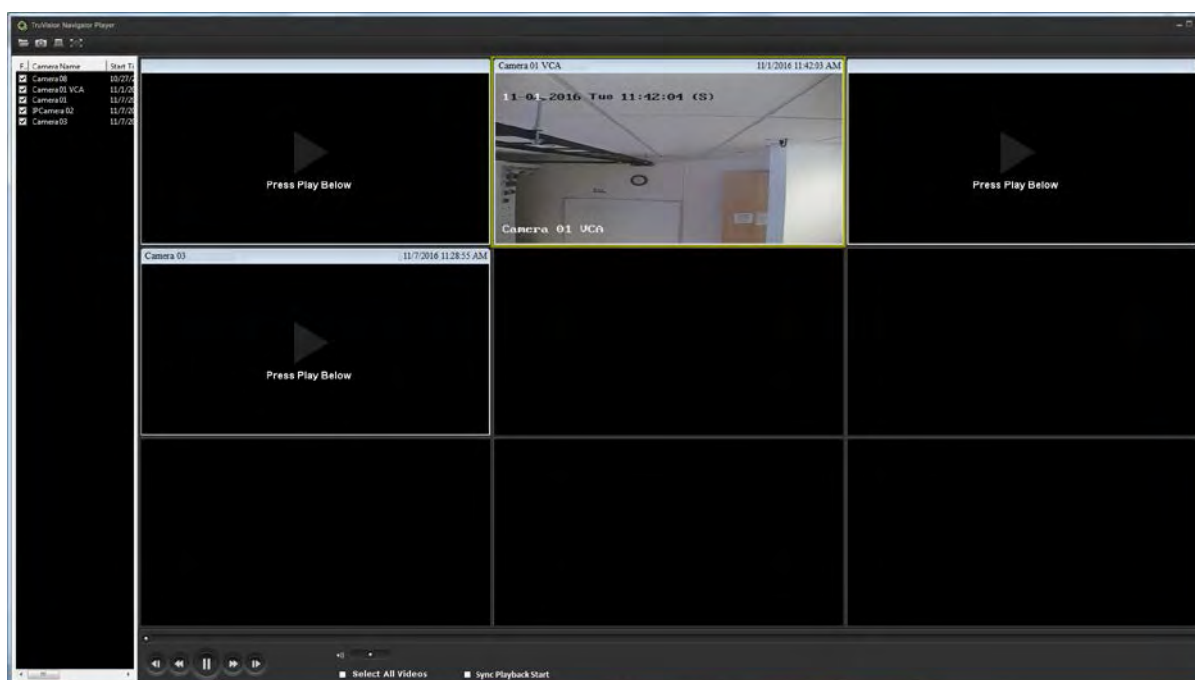 TruVision Navigator Player
F.. Camera Name Start Ti
Camera 08 10/27/2
Camera 01 VCA 11/1/20
Camera 01 11/7/20
IPCamera 02 11/7/20
Camera 03 11/7/20
Press Play Below
Camera 01 VCA 11/1/2016 11:42:03 AM
11-01-2016 Tue 11:42:04 (S)
Camera 01 VCA
Press Play Below
Camera 03 11/7/2016 11:28:55 AM
Press Play Below
Select All Videos Sync Playback Start